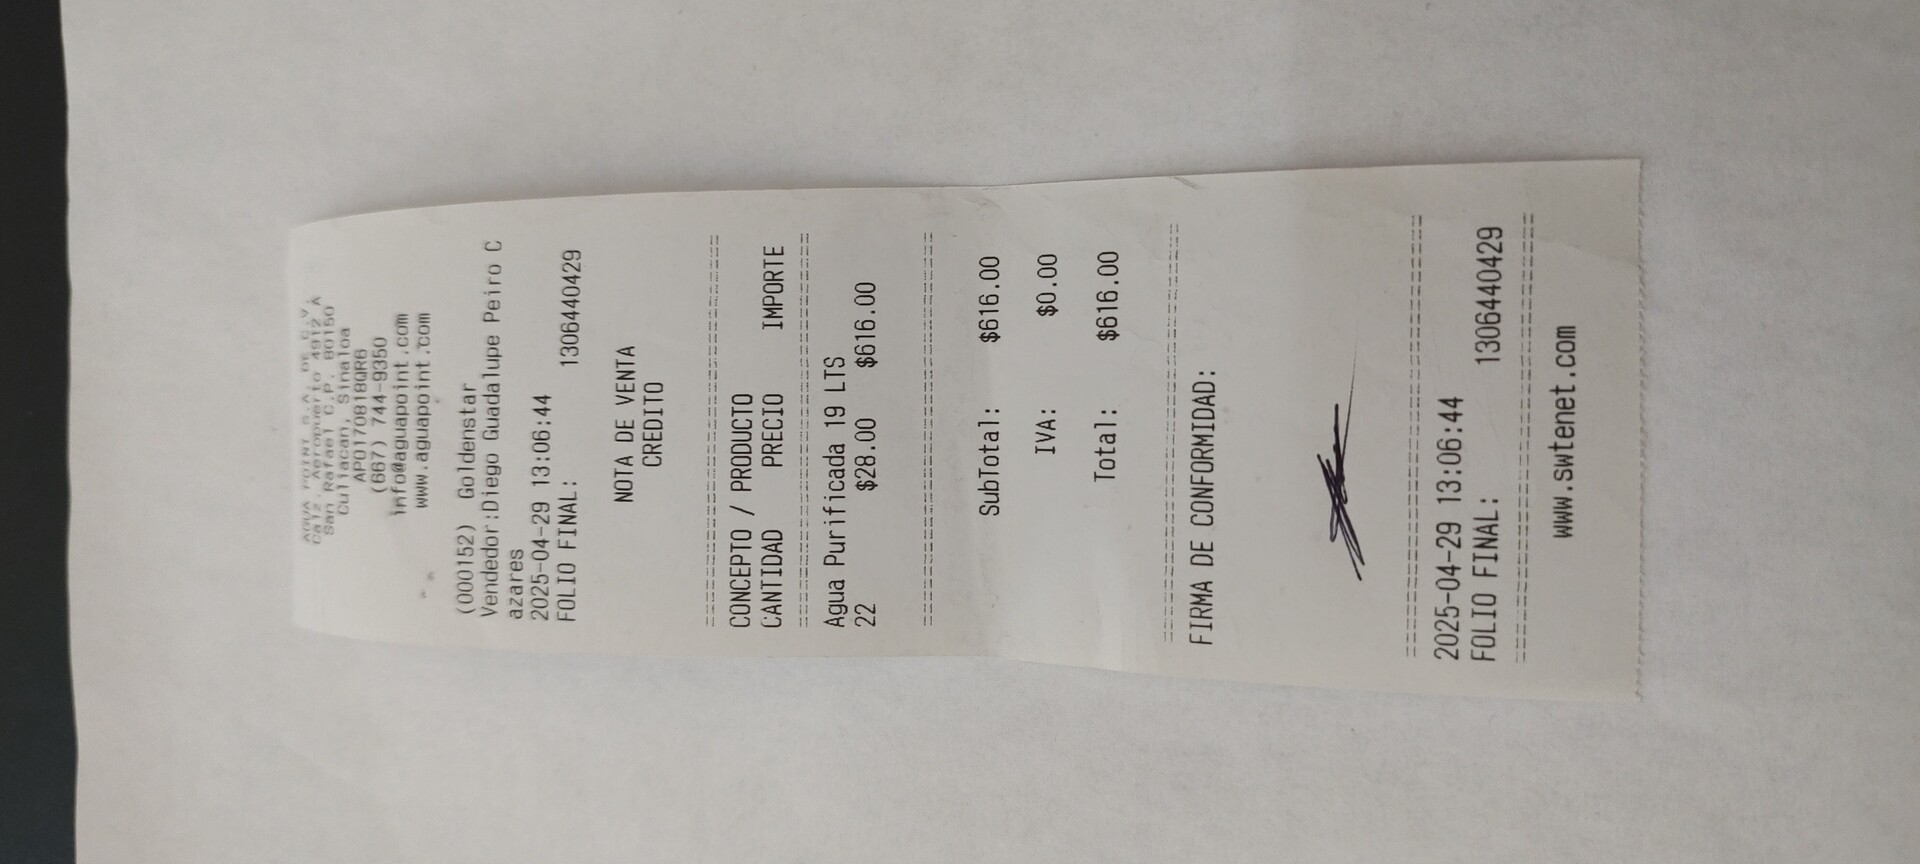 AGUA POINT S.A. DE C.V.
Calz. Aeropuerto 4912 A
San Rafael C.P. 80150
Culiacan, Sinaloa
APO170818QR6
(667) 744-9350
info@aguapoint.com
www.aguapoint.com
(000152) Goldenstar
Vendedor:Diego Guadalupe Peiro C
azares
2025-04-29 13:06:44
FOLIO FINAL: 1306440429
NOTA DE VENTA
CREDITO
CONCEPTO / PRODUCTO
CANTIDAD PRECIO IMPORTE
Agua Purificada 19 LTS
22 $28.00 $616.00
SubTotal: $616.00
IVA: $0.00
Total: $616.00
FIRMA DE CONFORMIDAD:
2025-04-29 13:06:44
FOLIO FINAL: 1306440429
www.swtenet.com